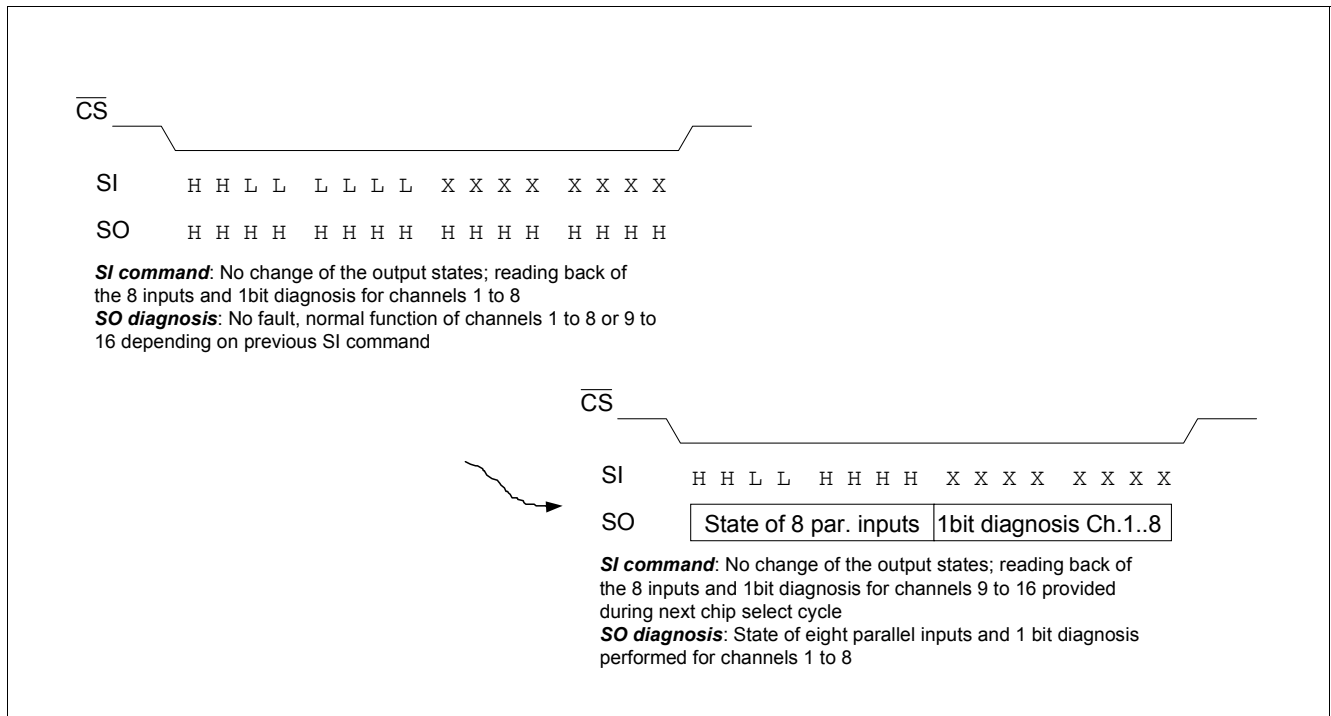 CS
SI H H L L L L L L X X X X X X X X
SO H H H H H H H H H H H H H H H H
SI command: No change of the output states; reading back of
the 8 inputs and 1bit diagnosis for channels 1 to 8
SO diagnosis: No fault, normal function of channels 1 to 8 or 9 to
16 depending on previous SI command
CS
SI H H L L H H H H X X X X X X X X
SO State of 8 par. inputs 1bit diagnosis Ch.1..8
SI command: No change of the output states; reading back of
the 8 inputs and 1bit diagnosis for channels 9 to 16 provided
during next chip select cycle
SO diagnosis: State of eight parallel inputs and 1 bit diagnosis
performed for channels 1 to 8